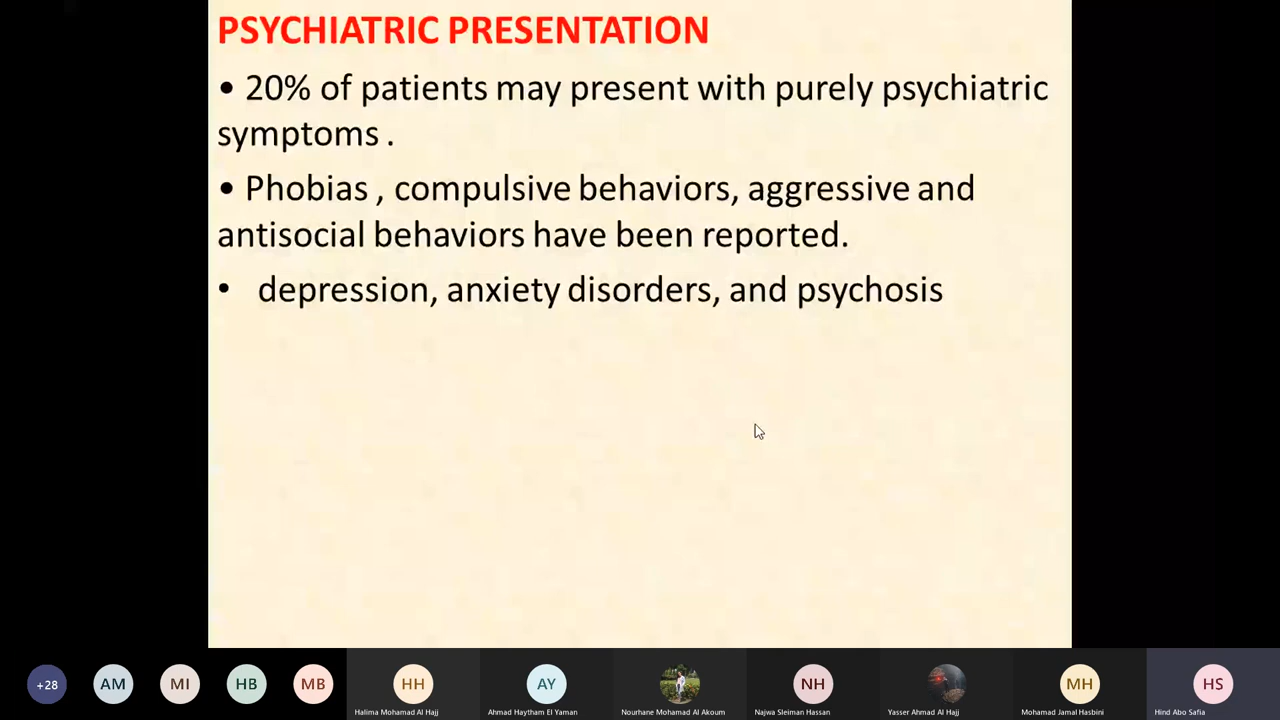 PSYCHIATRIC PRESENTATION
• 20% of patients may present with purely psychiatric
symptoms .
• Phobias , compulsive behaviors, aggressive and
antisocial behaviors have been reported.
• depression, anxiety disorders, and psychosis
+28 AM MI HB MB HH AY NH MH HS
Halima Mohamad Al Hajj Ahmad Haytham El Yaman Nourhane Mohamad Al Akoum Najwa Sleiman Hassan Yasser Ahmad Al Hajj Mohamad Jamal Hasbini Hind Abo Safia